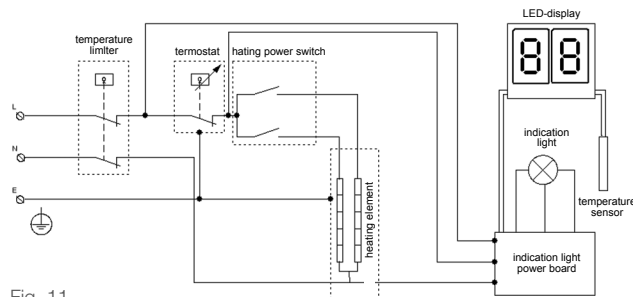 LED-display
88
temperature
limlter
termostat
hating power switch
L
N
E
indication
light
heating element
temperature
sensor
indication light
power board
Fig. 11